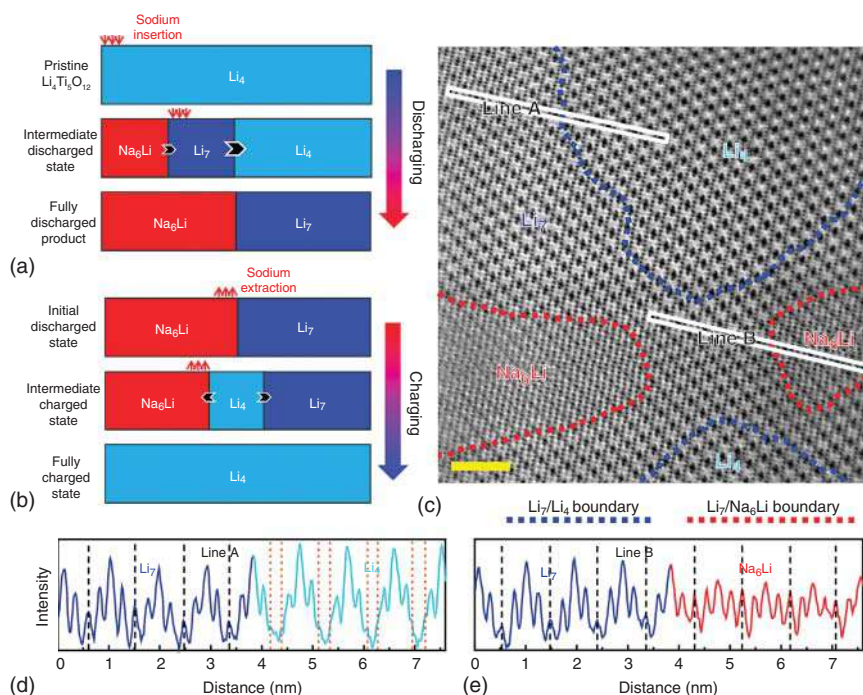 Sodium
insertion
Pristine
Li₄Ti₅O₁₂
Li₄
Intermediate
discharged
state
Na₆Li
Li₇
Li₄
Fully
discharged
product
Na₆Li
Li₇
Discharging
(a)
Sodium
extraction
Initial
discharged
state
Na₆Li
Li₇
Intermediate
charged
state
Na₆Li
Li₄
Li₇
Fully
charged
state
Li₄
Charging
(b)
Line A
Li₄
Li₇
Line B
Na₆Li
Na₆Li
Li₄
(c)
Li₇/Li₄ boundary
Li₇/Na₆Li boundary
Intensity
Li₇
Line A
Li₄
0 1 2 3 4 5 6 7
Distance (nm)
(d)
Li₇
Line B
Na₆Li
0 1 2 3 4 5 6 7
Distance (nm)
(e)